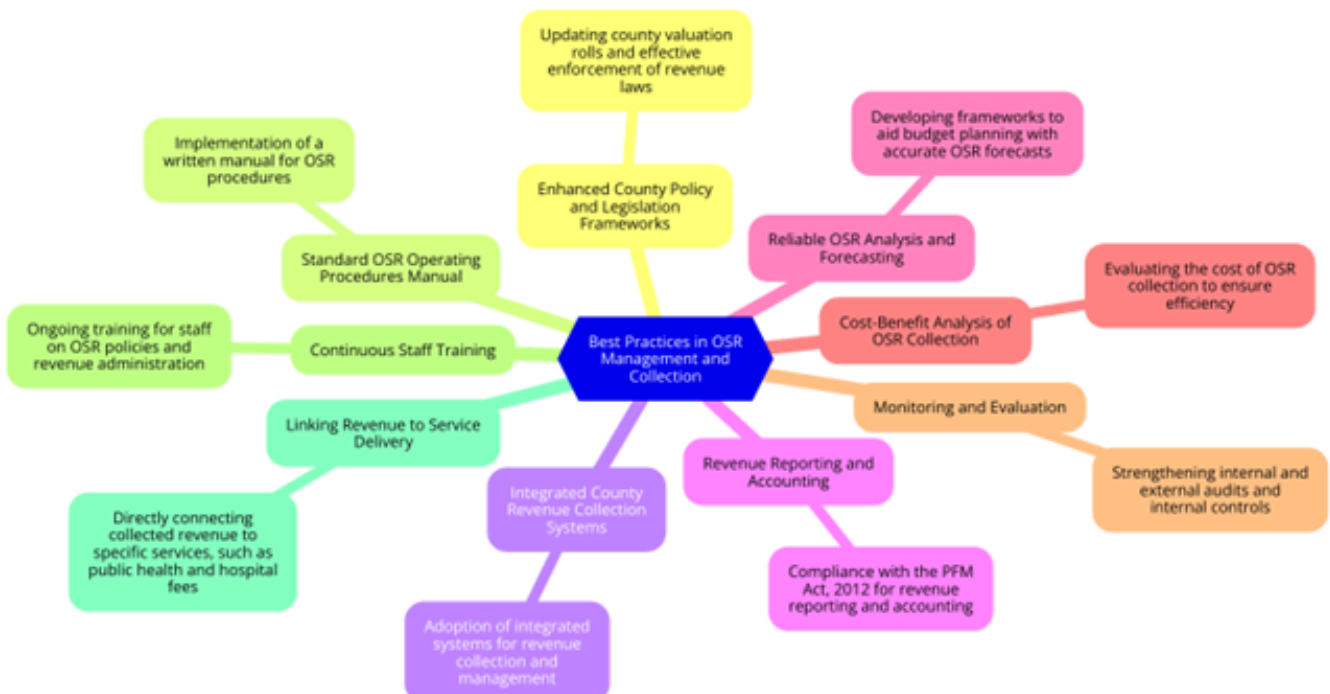 Updating county valuation
rolls and effective
enforcement of revenue
laws
Enhanced County Policy
and Legislation
Frameworks
Developing frameworks to
aid budget planning with
accurate OSR forecasts
Reliable OSR Analysis and
Forecasting
Evaluating the cost of OSR
collection to ensure
efficiency
Cost-Benefit Analysis of
OSR Collection
Implementation of a
written manual for OSR
procedures
Standard OSR Operating
Procedures Manual
Ongoing training for staff
on OSR policies and
revenue administration
Continuous Staff Training
Best Practices in OSR
Management and
Collection
Monitoring and Evaluation
Strengthening internal and
external audits and
internal controls
Linking Revenue to Service
Delivery
Directly connecting
collected revenue to
specific services, such as
public health and hospital
fees
Integrated County
Revenue Collection
Systems
Adoption of integrated
systems for revenue
collection and
management
Revenue Reporting and
Accounting
Compliance with the PFM
Act, 2012 for revenue
reporting and accounting